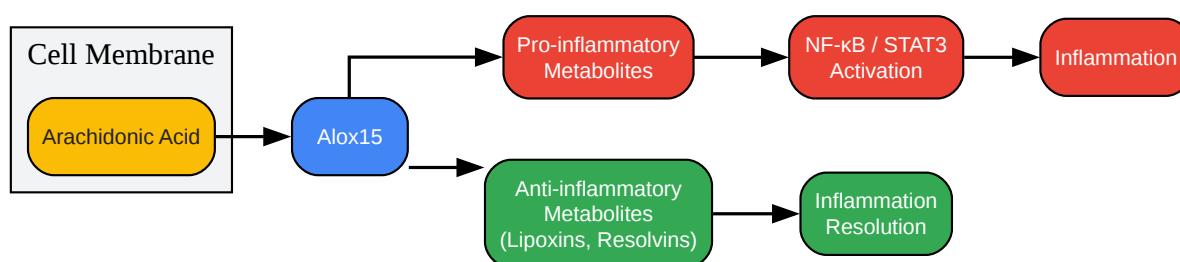 Cell Membrane
Arachidonic Acid
Alox15
Pro-inflammatory
Metabolites
NF-κB / STAT3
Activation
Inflammation
Anti-inflammatory
Metabolites
(Lipoxins, Resolvins)
Inflammation
Resolution